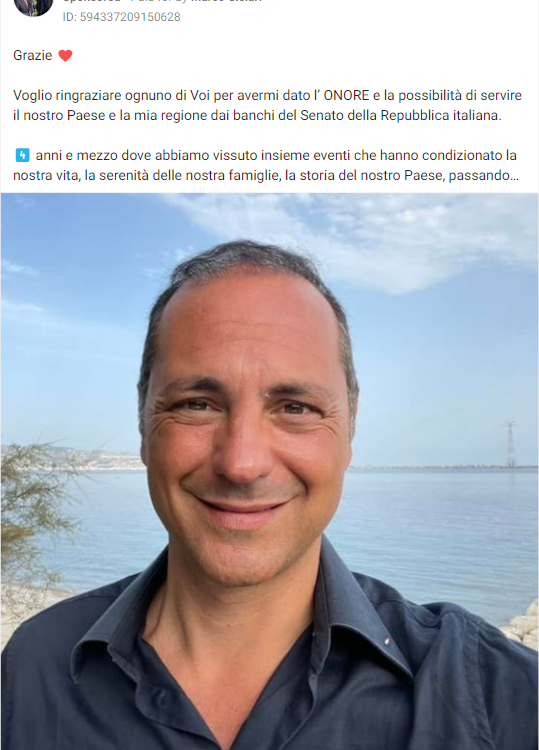 ID: 594337209150628
Grazie ❤️
Voglio ringraziare ognuno di Voi per avermi dato l' ONORE e la possibilità di servire
il nostro Paese e la mia regione dai banchi del Senato della Repubblica italiana.
4️⃣ anni e mezzo dove abbiamo vissuto insieme eventi che hanno condizionato la
nostra vita, la serenità delle nostre famiglie, la storia del nostro Paese, passando...